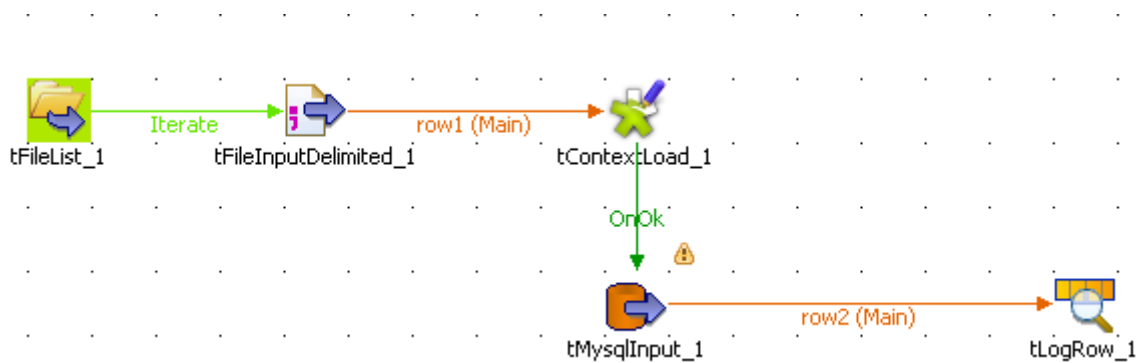 Iterate
row1 (Main)
tFileList_1
tFileInputDelimited_1
tContextLoad_1
OnOk
row2 (Main)
tMysqlInput_1
tLogRow_1